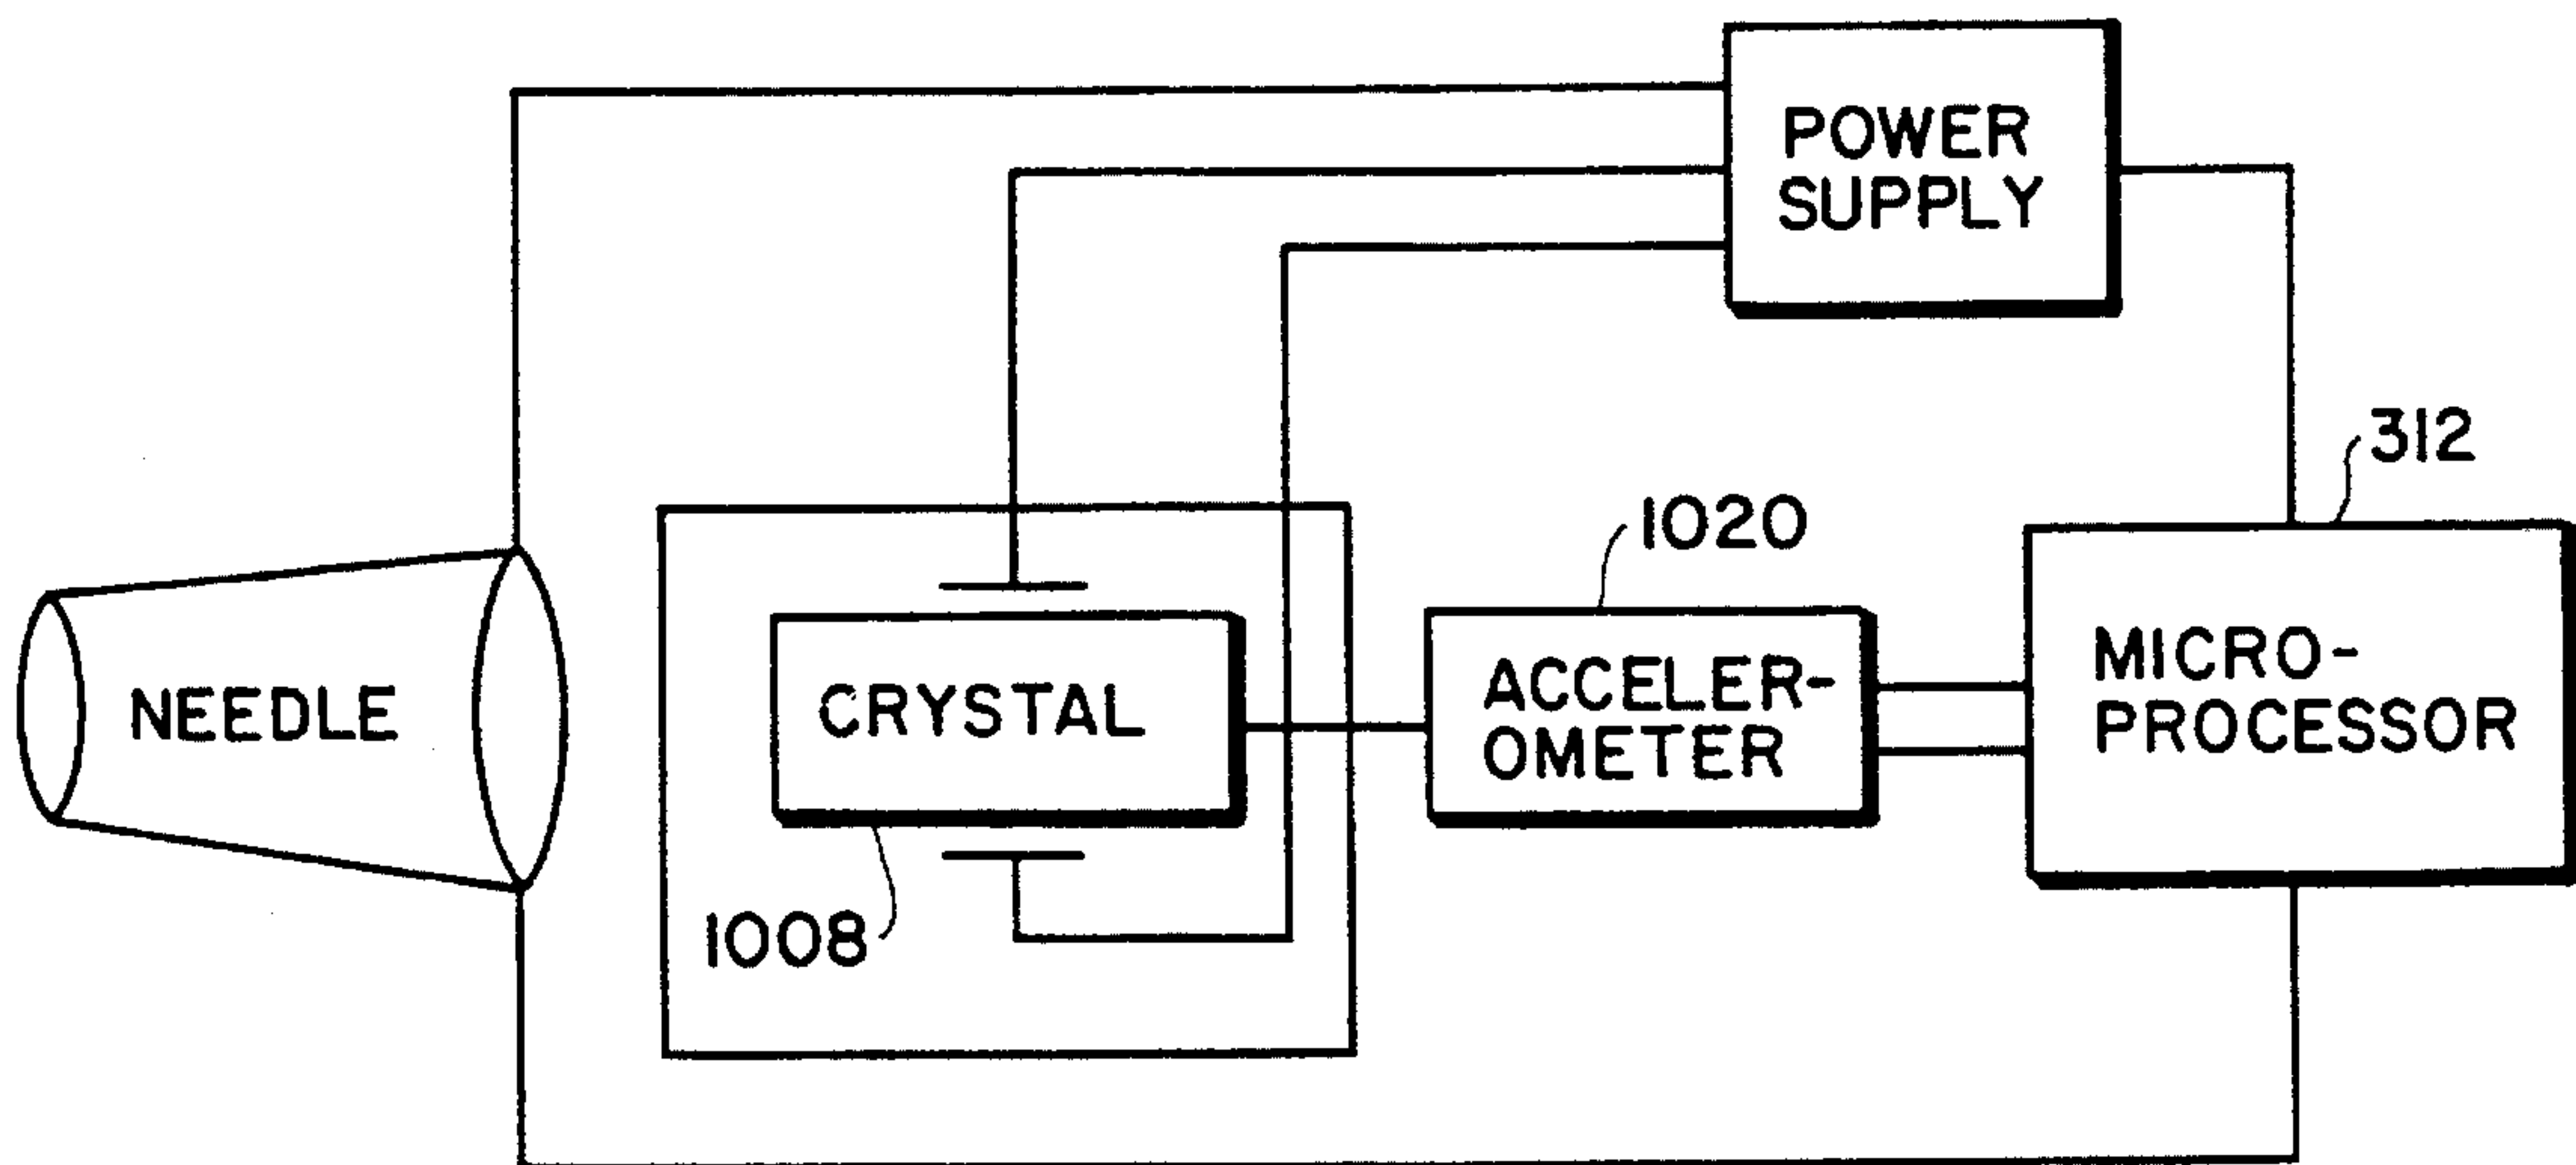 POWER
SUPPLY
312
1020
MICRO-
PROCESSOR
ACCELER-
OMETER
CRYSTAL
NEEDLE
1008